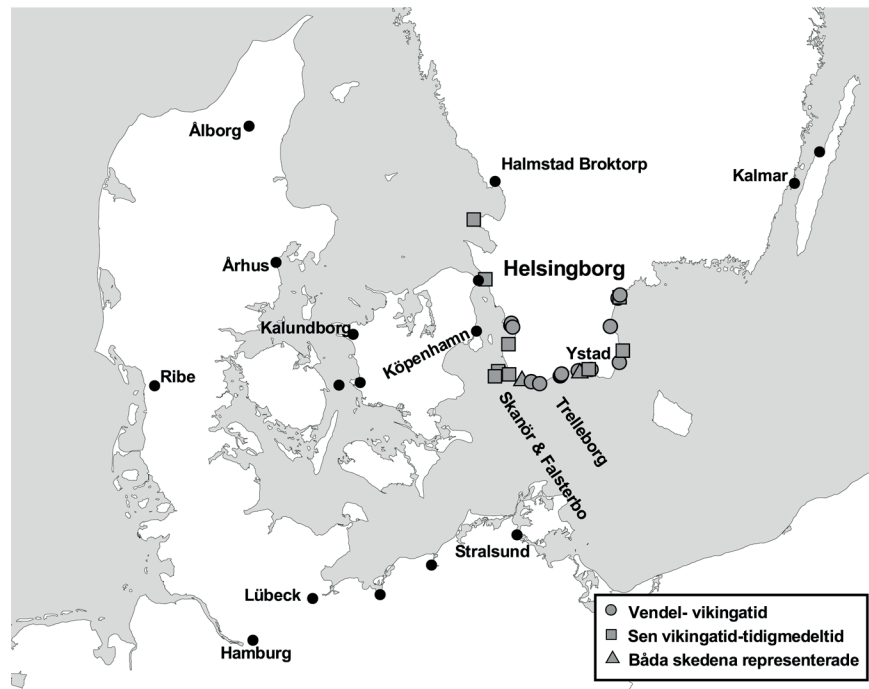 Ålborg
Halmstad Broktorp
Kalmar
Århus
Helsingborg
Kalundborg
Köpenhamn
Ystad
Ribe
Skanör & Falsterbo
Trelleborg
Stralsund
Lübeck
Hamburg
Vendel- vikingatid
Sen vikingatid-tidigmedeltid
Båda skedena representerade